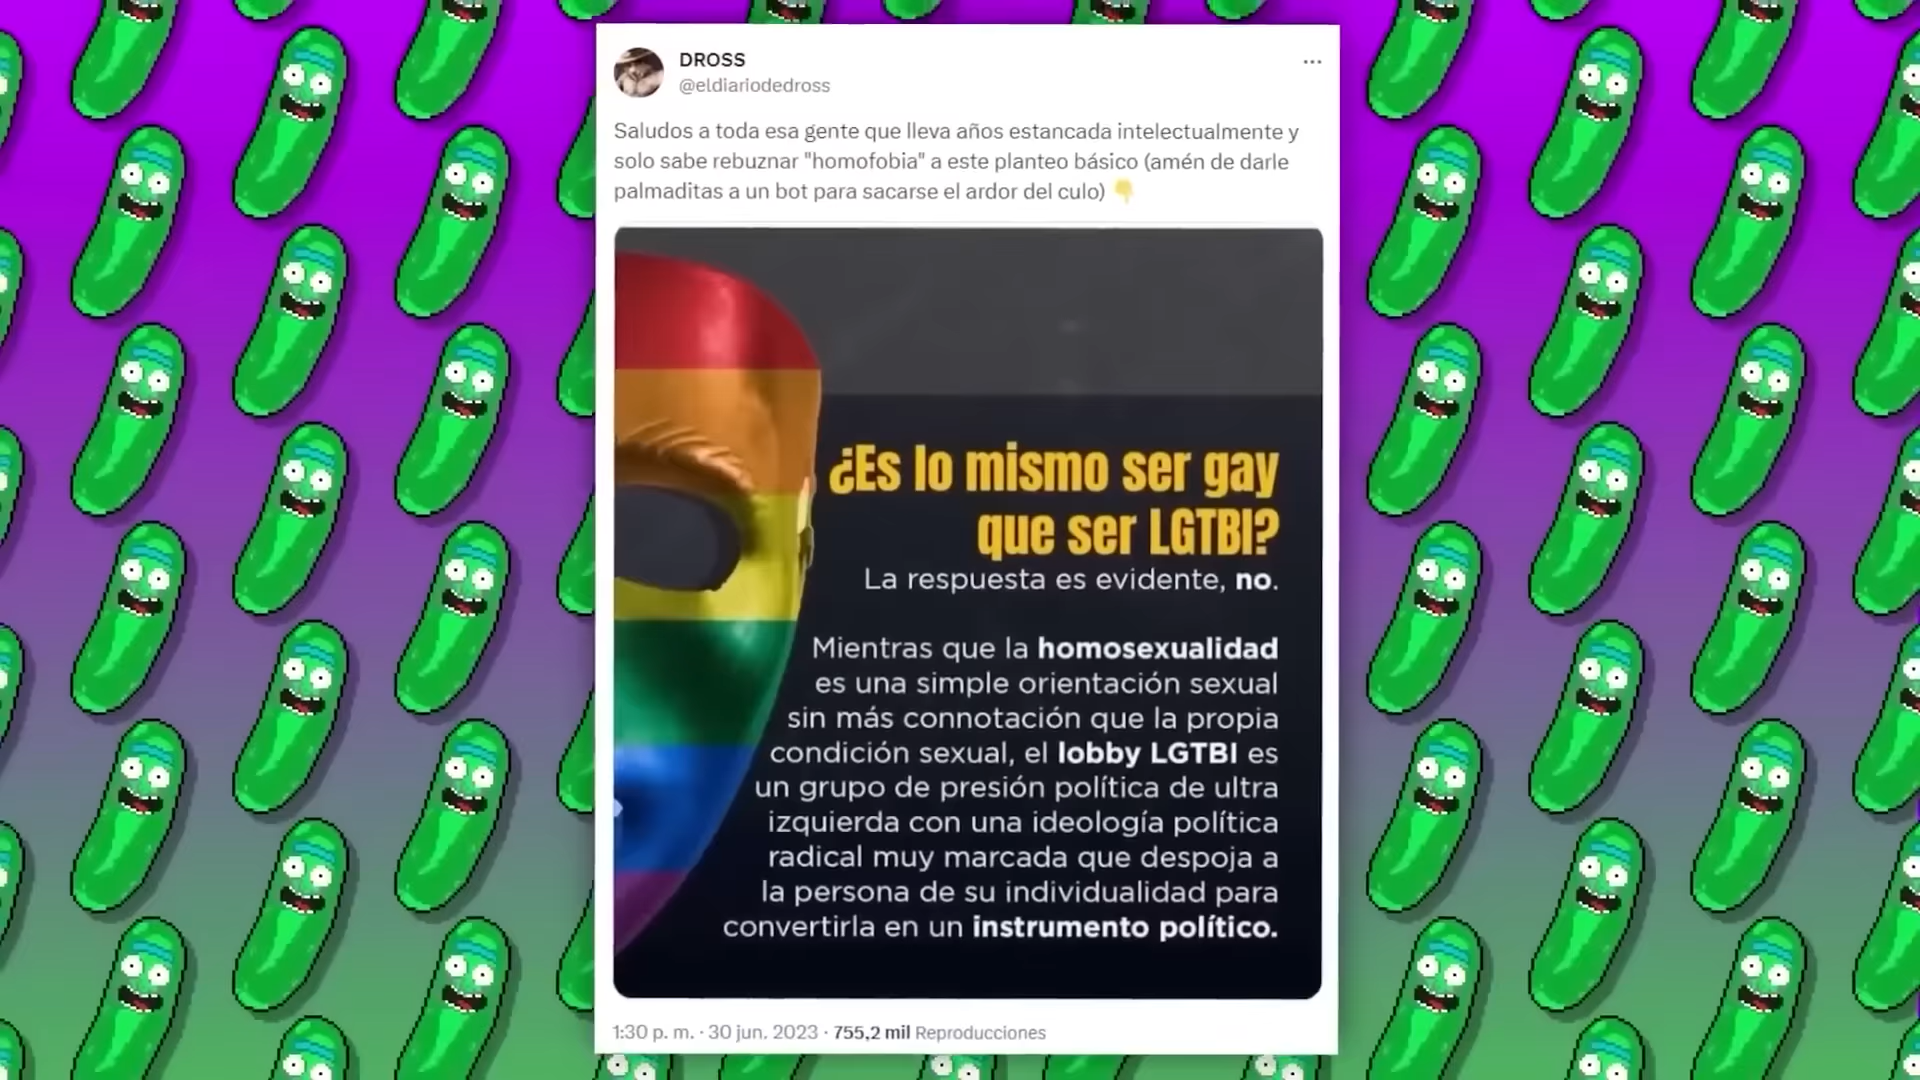 DROSS
@eldiariodedross
Saludos a toda esa gente que lleva años estancada intelectualmente y
solo sabe rebuznar "homofobia" a este planteo básico (amén de darle
palmaditas a un bot para sacarse el ardor del culo) 👇
¿Es lo mismo ser gay
que ser LGTBI?
La respuesta es evidente, no.
Mientras que la homosexualidad
es una simple orientación sexual
sin más connotación que la propia
condición sexual, el lobby LGTBI es
un grupo de presión política de ultra
izquierda con una ideología política
radical muy marcada que despoja a
la persona de su individualidad para
convertirla en un instrumento político.
1:30 p. m. · 30 jun. 2023 · 755,2 mil Reproducciones